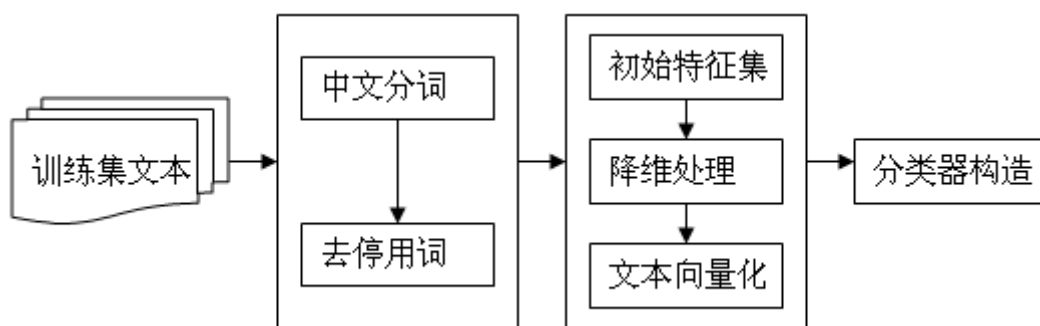 训练集文本
中文分词
去停用词
初始特征集
降维处理
文本向量化
分类器构造